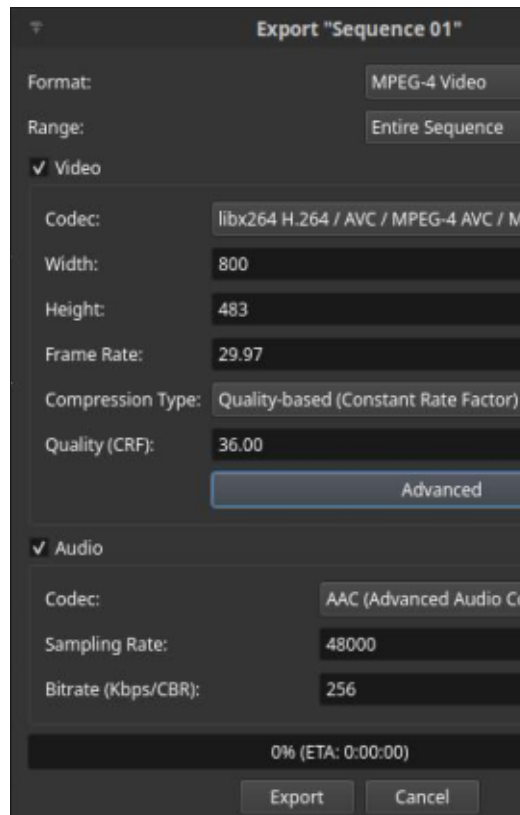 Export "Sequence 01"
Format: MPEG-4 Video
Range: Entire Sequence
Video
Codec: libx264 H.264 / AVC / MPEG-4 AVC / M
Width: 800
Height: 483
Frame Rate: 29.97
Compression Type: Quality-based (Constant Rate Factor)
Quality (CRF): 36.00
Advanced
Audio
Codec: AAC (Advanced Audio Co
Sampling Rate: 48000
Bitrate (Kbps/CBR): 256
0% (ETA: 0:00:00)
Export Cancel